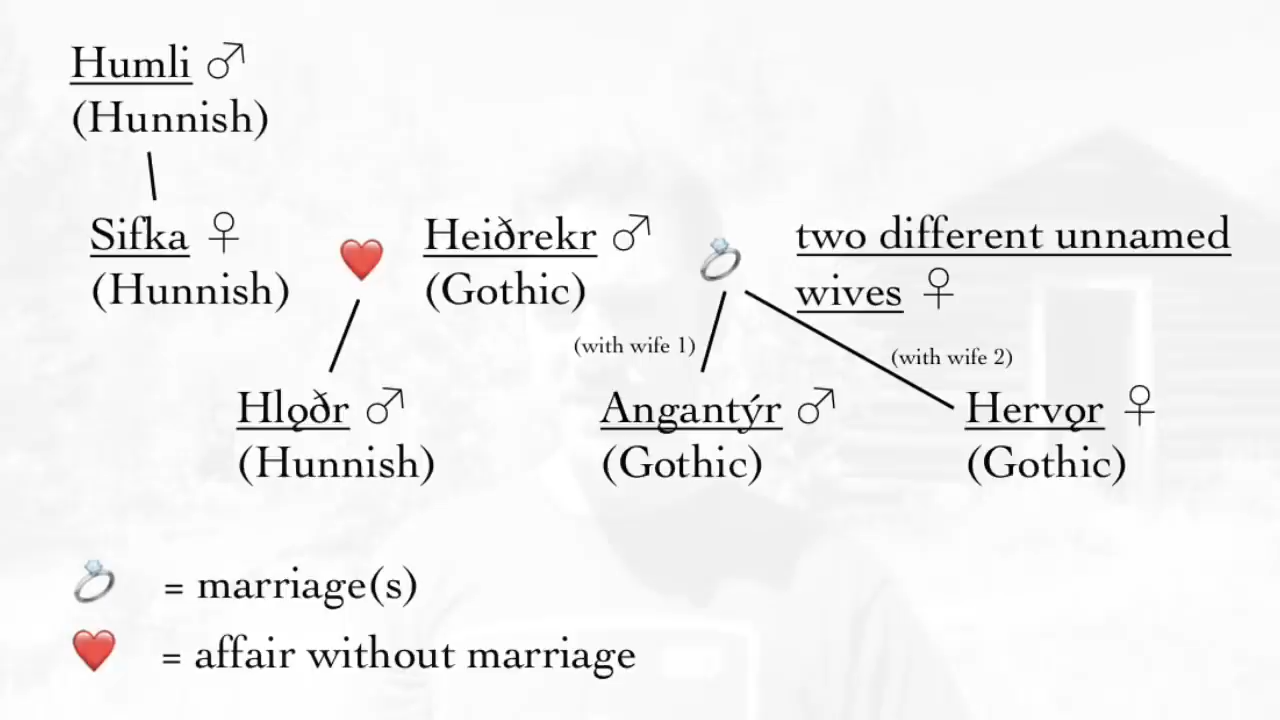 Humli ♂
(Hunnish)
Sifka ♀
(Hunnish)
Heiðrekr ♂
(Gothic)
two different unnamed
wives ♀
(with wife 1)
(with wife 2)
Hlǫðr ♂
(Hunnish)
Angantýr ♂
(Gothic)
Hervǫr ♀
(Gothic)
= marriage(s)
= affair without marriage